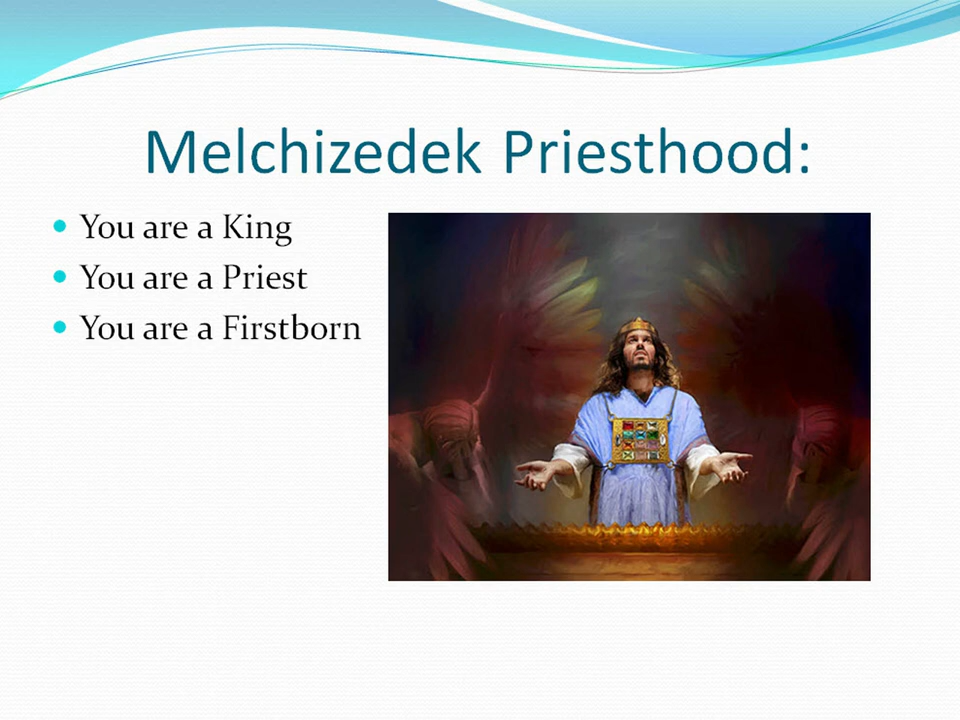 Melchizedek Priesthood:
• You are a King
• You are a Priest
• You are a Firstborn